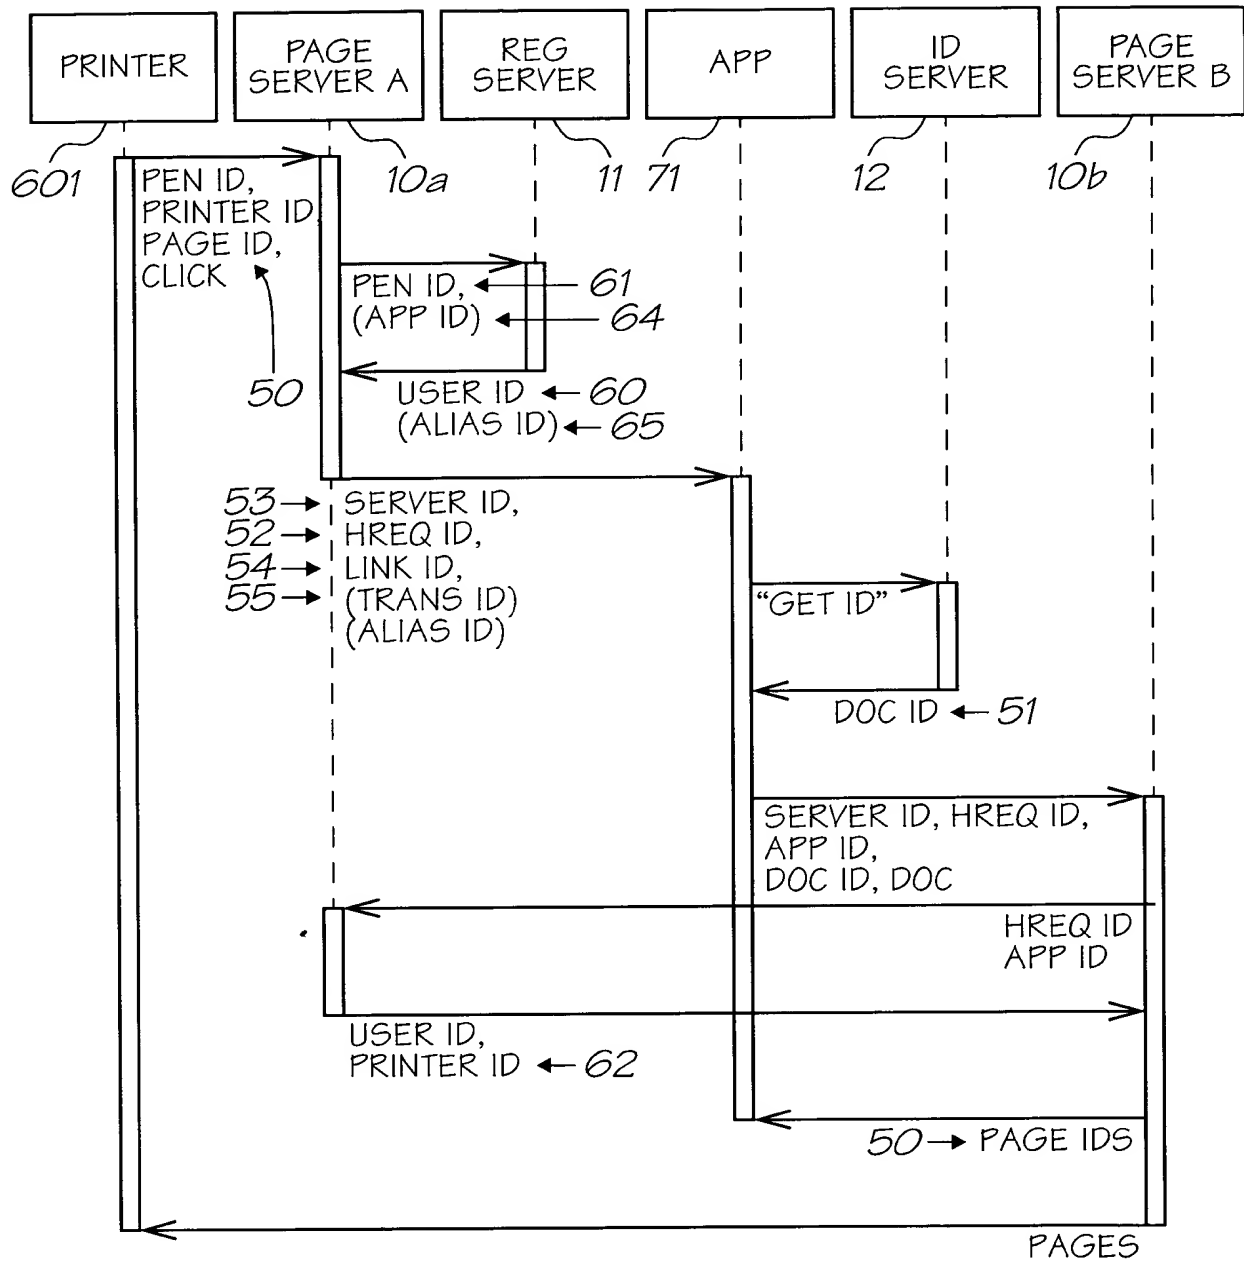 PRINTER
PAGE
SERVER A
REG
SERVER
APP
ID
SERVER
PAGE
SERVER B
601
10a
11
71
12
10b
PEN ID,
PRINTER ID
PAGE ID,
CLICK
50
PEN ID,
61
(APP ID)
64
USER ID
60
(ALIAS ID)
65
53
SERVER ID,
52
HREQ ID,
54
LINK ID,
55
(TRANS ID)
(ALIAS ID)
“GET ID”
DOC ID
51
SERVER ID, HREQ ID,
APP ID,
DOC ID, DOC
HREQ ID
APP ID
USER ID,
PRINTER ID
62
50
PAGE IDS
PAGES